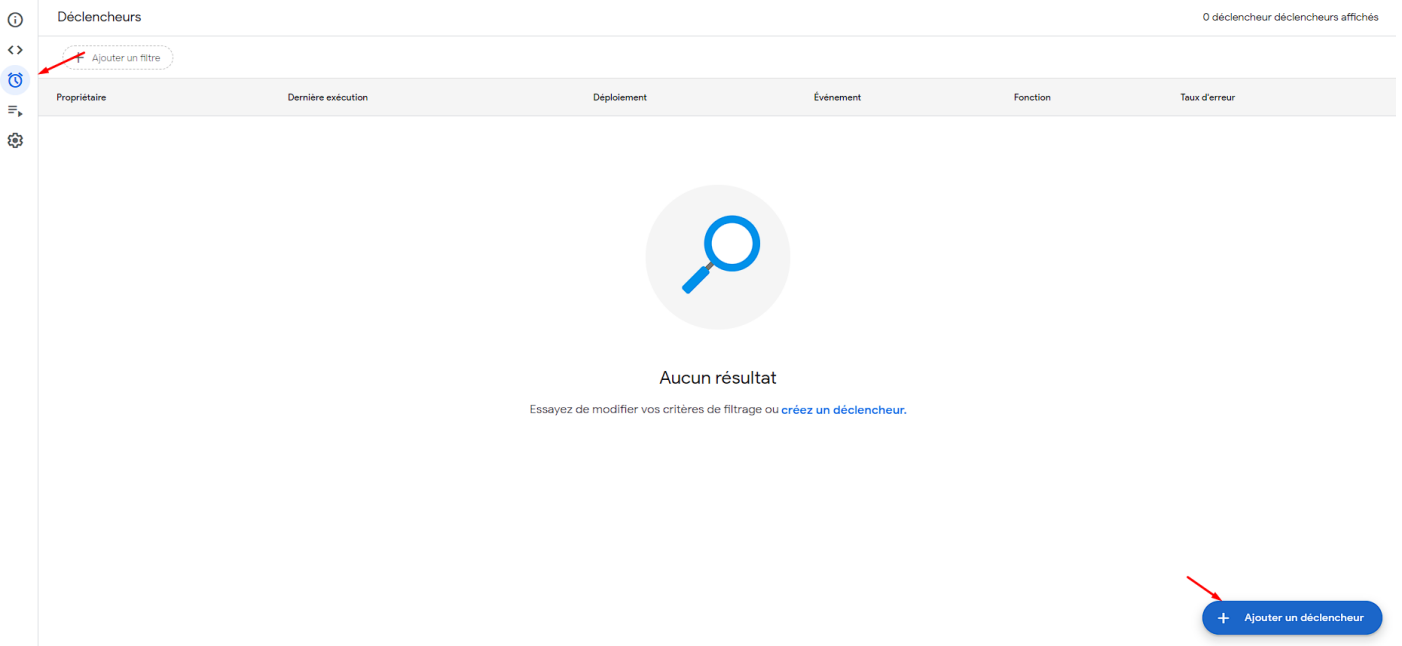 Déclencheurs
0 déclencheur déclencheurs affichés
Ajouter un filtre
Propriétaire Dernière exécution Déploiement Événement Fonction Taux d'erreur
Aucun résultat
Essayez de modifier vos critères de filtrage ou créez un déclencheur.
+ Ajouter un déclencheur